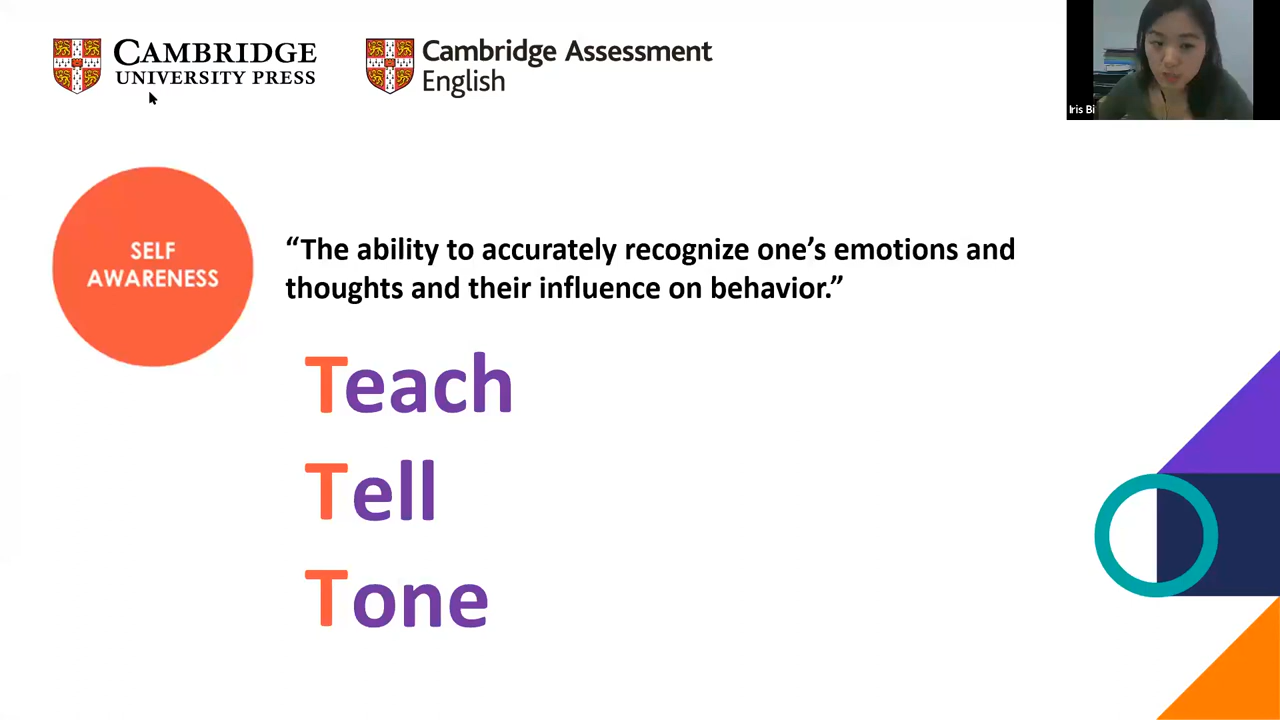 CAMBRIDGE
UNIVERSITY PRESS
Cambridge Assessment
English
Iris Bi
SELF
AWARENESS
“The ability to accurately recognize one’s emotions and
thoughts and their influence on behavior.”
Teach
Tell
Tone